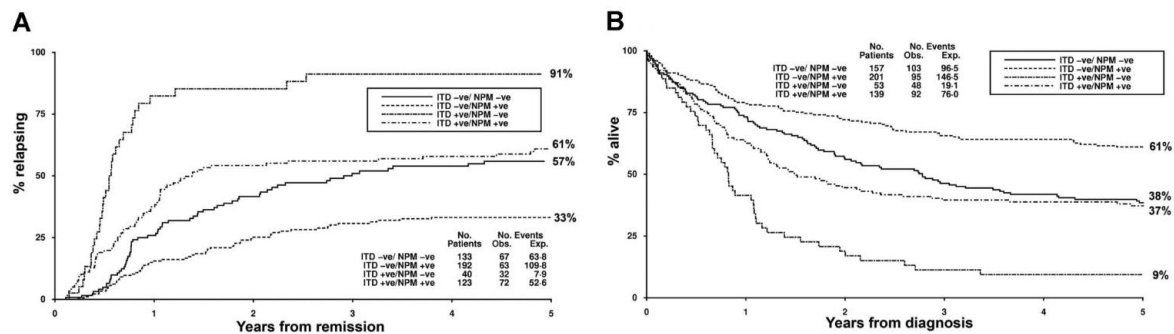 A
% relapsing
100
75
50
25
0
ITD –ve/ NPM –ve
ITD –ve/NPM +ve
ITD +ve/NPM –ve
ITD +ve/NPM +ve
91%
61%
57%
33%
No. No. Events
Patients Obs. Exp.
ITD –ve/ NPM –ve 133 67 63·8
ITD –ve/NPM +ve 192 63 109·8
ITD +ve/NPM –ve 40 32 7·9
ITD +ve/NPM +ve 123 72 52·6
0 1 2 3 4 5
Years from remission
B
% alive
100
75
50
25
0
No. No. Events
Patients Obs. Exp.
ITD –ve/NPM –ve 157 103 96·5
ITD –ve/NPM +ve 201 95 146·5
ITD +ve/NPM –ve 53 48 19·1
ITD +ve/NPM +ve 139 92 76·0
ITD –ve/ NPM –ve
ITD –ve/NPM +ve
ITD +ve/NPM –ve
ITD +ve/NPM +ve
61%
38%
37%
9%
0 1 2 3 4 5
Years from diagnosis